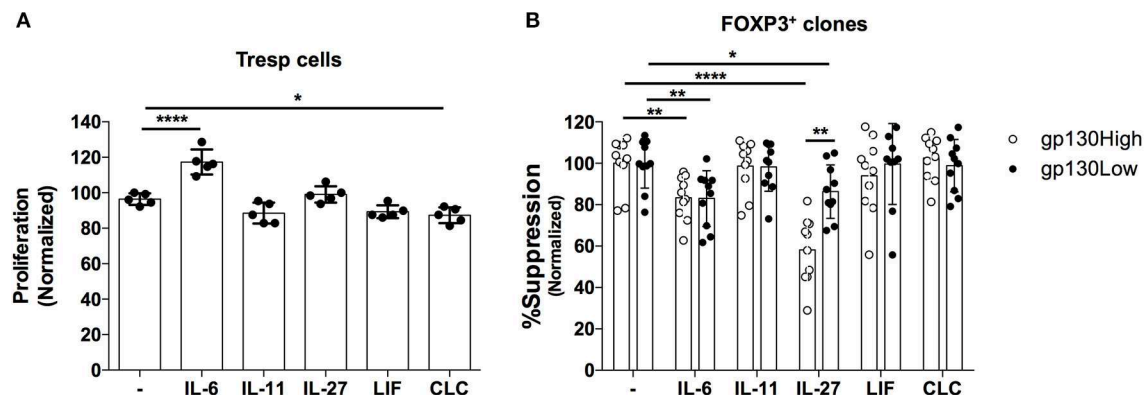 A
Tresp cells
*
****
Proliferation
(Normalized)
140
120
100
80
60
40
20
0
-
IL-6
IL-11
IL-27
LIF
CLC
B
FOXP3⁺ clones
*
****
**
**
**
%Suppression
(Normalized)
120
100
80
60
40
20
0
-
IL-6
IL-11
IL-27
LIF
CLC
gp130High
gp130Low